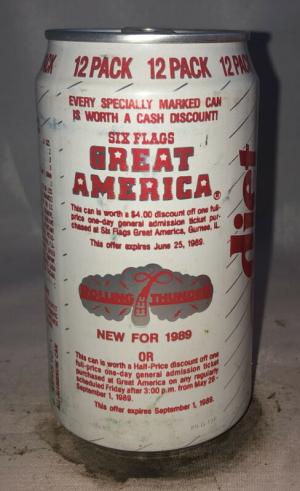 12 PACK 12 PACK 12 PACK
EVERY SPECIALLY MARKED CAN
IS WORTH A CASH DISCOUNT!
SIX FLAGS
GREAT
AMERICA®
This can is worth a $4.00 discount off one full-
price one-day general admission ticket pur-
chased at Six Flags Great America, Gurnee, IL.
This offer expires June 25, 1989.
diet
ROLLING THUNDER
NEW FOR 1989
OR
This can is worth a Half-Price discount off one
full-price one-day general admission ticket
purchased at Great America on any regularly
scheduled Friday after 3:00 p.m. from May 26 -
September 1, 1989.
This offer expires September 1, 1989.